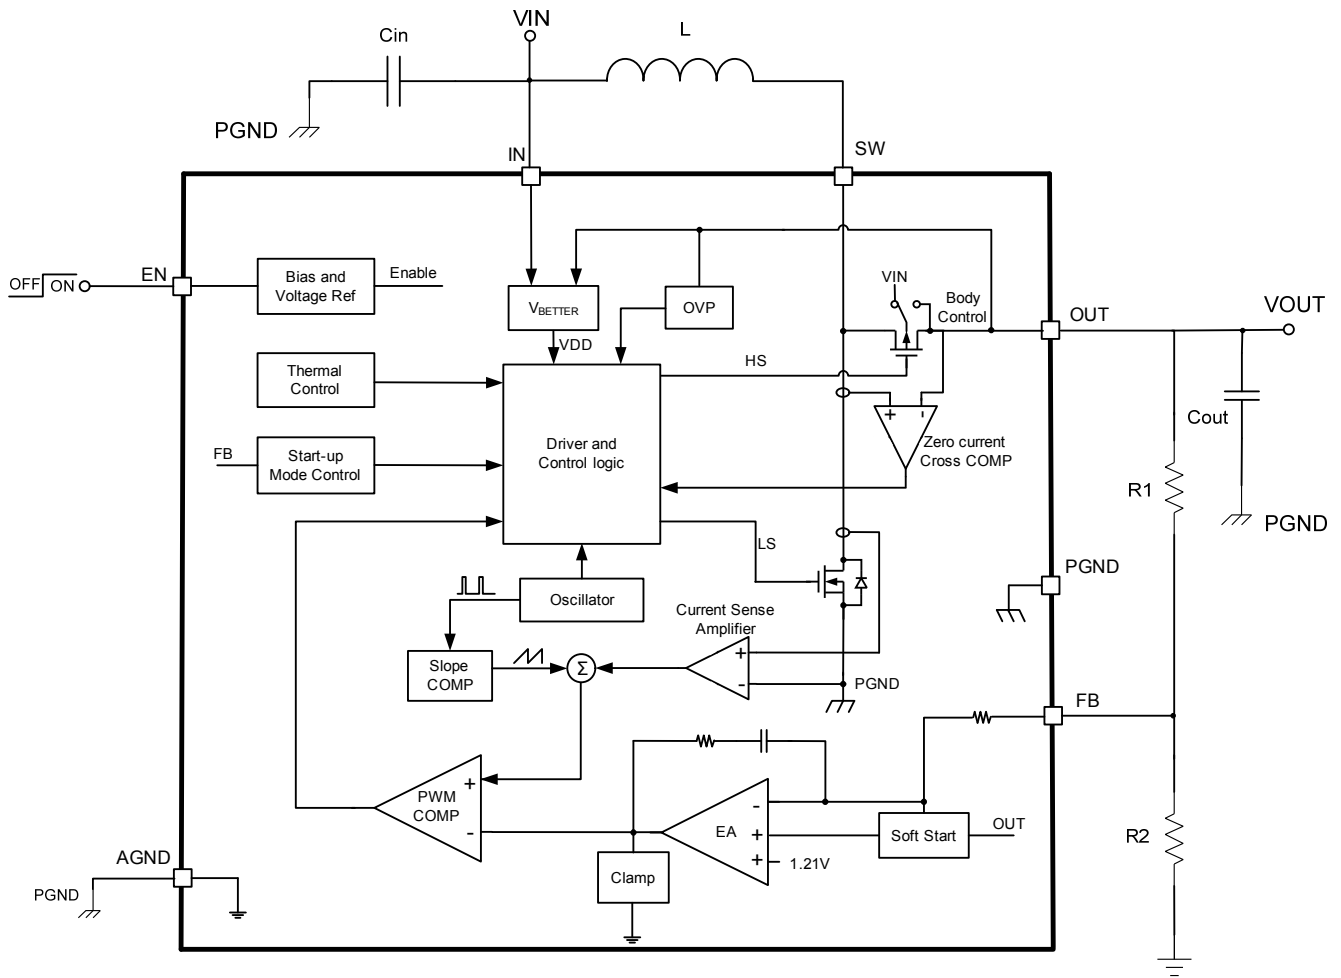 VIN
Cin
L
PGND
IN
SW
EN
OFF
ON
Bias and
Voltage Ref
Enable
VBETTER
OVP
VIN
Body
Control
OUT
VOUT
VDD
HS
Thermal
Control
Cout
FB
Start-up
Mode Control
Driver and
Control logic
+
-
Zero current
Cross COMP
R1
PGND
LS
PGND
Oscillator
Current Sense
Amplifier
Slope
COMP
Σ
+
-
PGND
FB
PWM
COMP
+
-
EA
-
+
+
1.21V
Soft Start
OUT
R2
Clamp
AGND
PGND